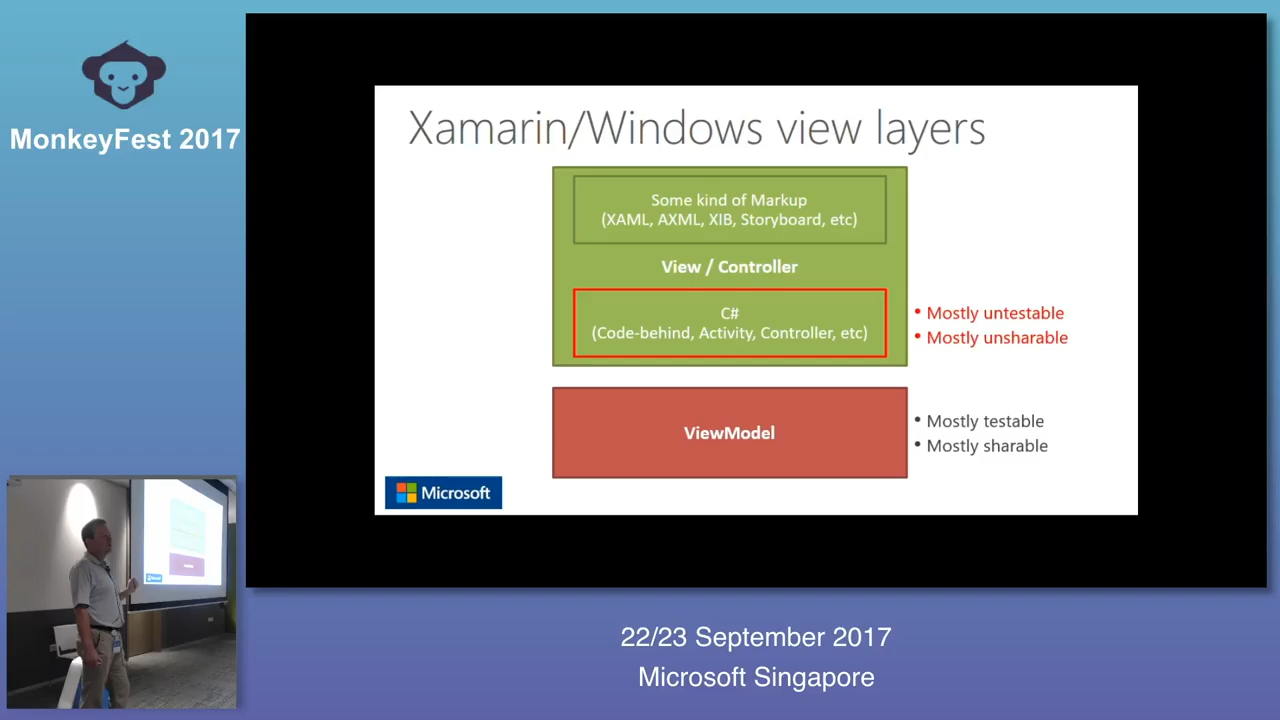 MonkeyFest 2017
Xamarin/Windows view layers
Some kind of Markup
(XAML, AXML, XIB, Storyboard, etc)
View / Controller
C#
(Code-behind, Activity, Controller, etc)
• Mostly untestable
• Mostly unsharable
ViewModel
• Mostly testable
• Mostly sharable
Microsoft
22/23 September 2017
Microsoft Singapore